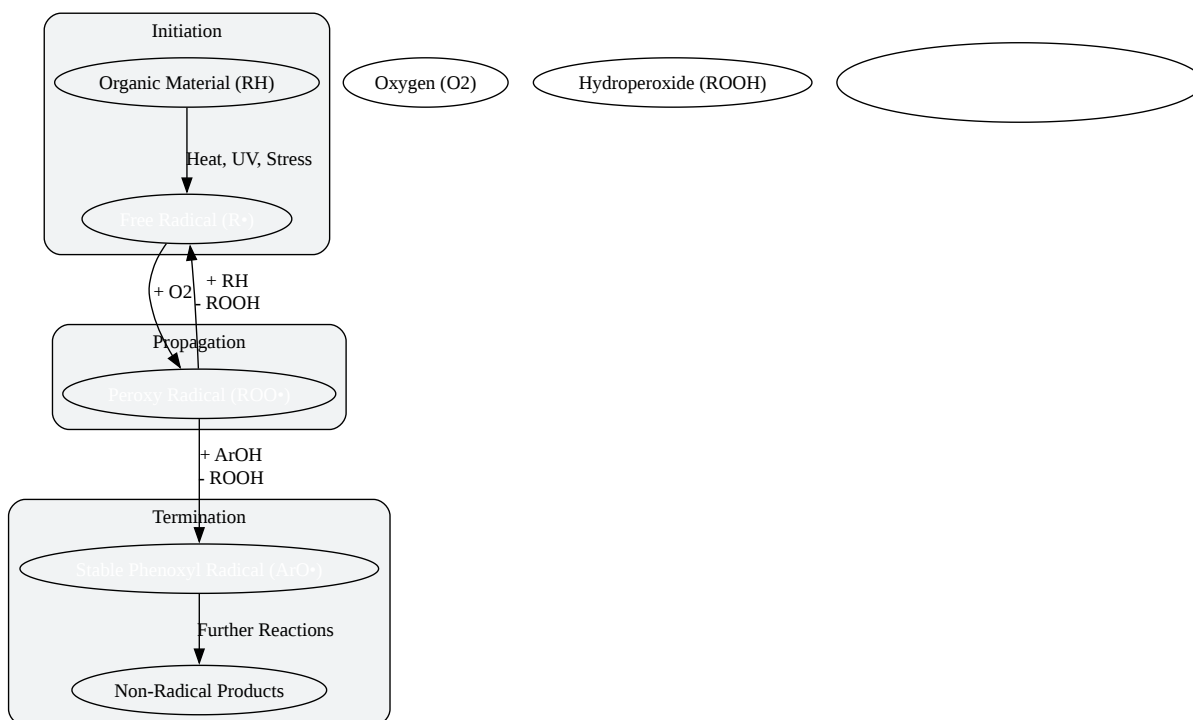 Initiation
Organic Material (RH)
Oxygen (O2)
Hydroperoxide (ROOH)
Heat, UV, Stress
Free Radical (R•)
+ O2
+ RH
- ROOH
Propagation
Peroxy Radical (ROO•)
+ ArOH
- ROOH
Termination
Stable Phenoxyl Radical (ArO•)
Further Reactions
Non-Radical Products